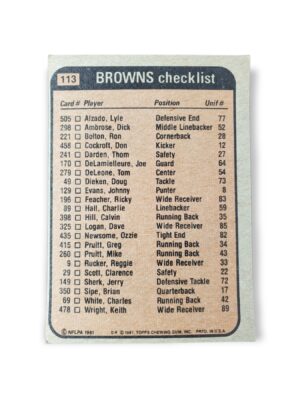 113 BROWNS checklist
Card # Player Position Unif #
505 Alzado, Lyle Defensive End 77
298 Ambrose, Dick Middle Linebacker 52
221 Bolton, Ron Cornerback 28
458 Cockroft, Don Kicker 12
241 Darden, Thom Safety 27
170 DeLamielleure, Joe Guard 64
279 DeLeone, Tom Center 54
49 Dieken, Doug Tackle 73
129 Evans, Johnny Punter 8
196 Feacher, Ricky Wide Receiver 83
89 Hall, Charlie Linebacker 59
398 Hill, Calvin Running Back 35
325 Logan, Dave Wide Receiver 85
435 Newsome, Ozzie Tight End 82
415 Pruitt, Greg Running Back 34
260 Pruitt, Mike Running Back 43
9 Rucker, Reggie Wide Receiver 33
29 Scott, Clarence Safety 22
149 Sherk, Jerry Defensive Tackle 72
350 Sipe, Brian Quarterback 17
69 White, Charles Running Back 42
478 Wright, Keith Wide Receiver 89
© NFLPA 1981 © 1981, TOPPS CHEWING GUM, INC. PRTD. IN U.S.A.